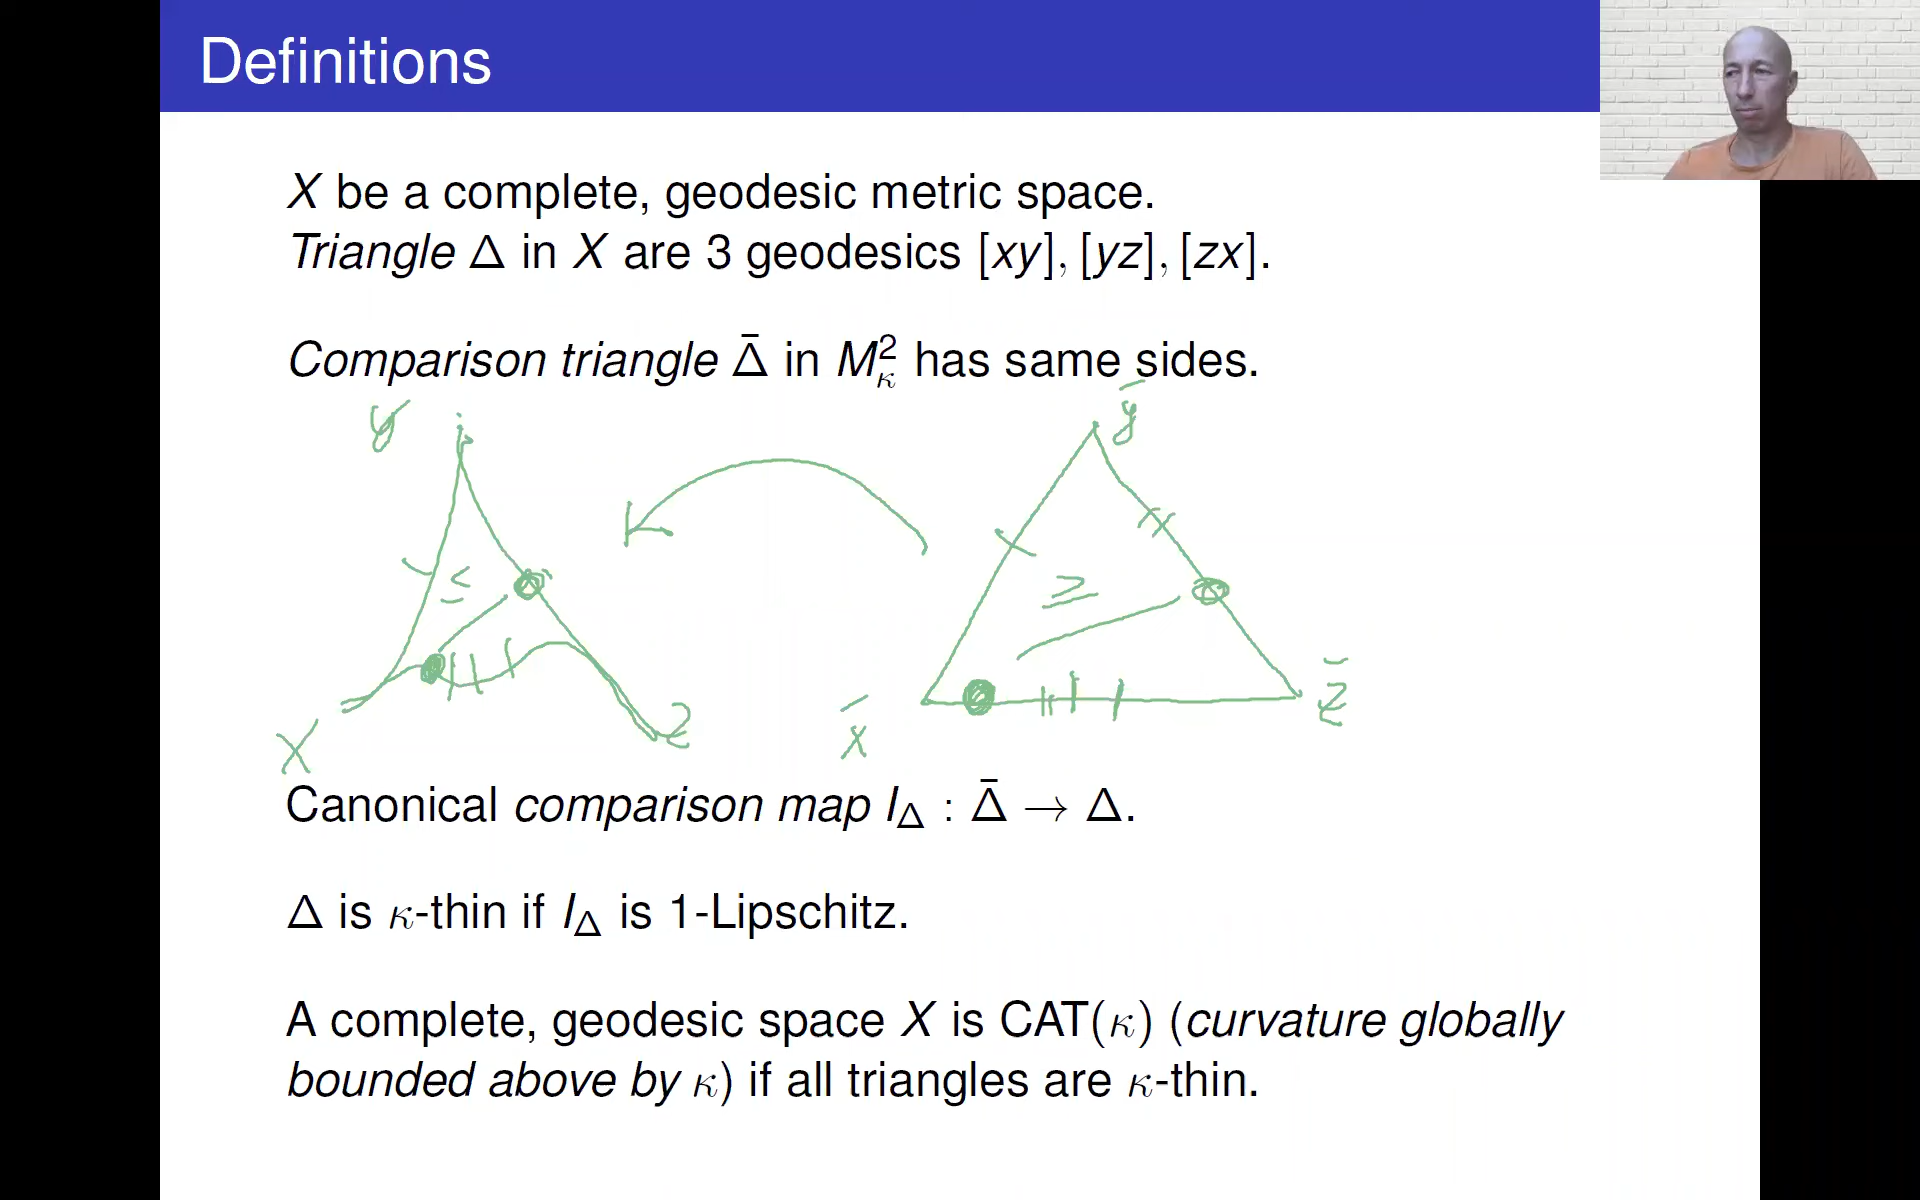 Definitions
X be a complete, geodesic metric space.
Triangle Δ in X are 3 geodesics [xy], [yz], [zx].
Comparison triangle Δ̄ in M²_κ has same sides.
y
ȳ
≤
≥
x
z
x̄
z̄
Canonical comparison map I_Δ : Δ̄ → Δ.
Δ is κ-thin if I_Δ is 1-Lipschitz.
A complete, geodesic space X is CAT(κ) (curvature globally
bounded above by κ) if all triangles are κ-thin.